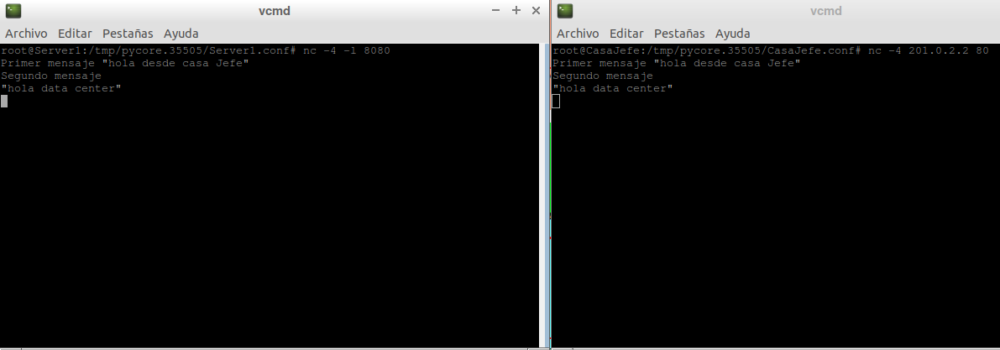 vcmd
Archivo Editar Pestañas Ayuda
root@Server1:/tmp/pycore.35505/Server1.conf# nc -4 -l 8080
Primer mensaje "hola desde casa Jefe"
Segundo mensaje
"hola data center"
vcmd
Archivo Editar Pestañas Ayuda
root@CasaJefe:/tmp/pycore.35505/CasaJefe.conf# nc -4 201.0.2.2 80
Primer mensaje "hola desde casa Jefe"
Segundo mensaje
"hola data center"